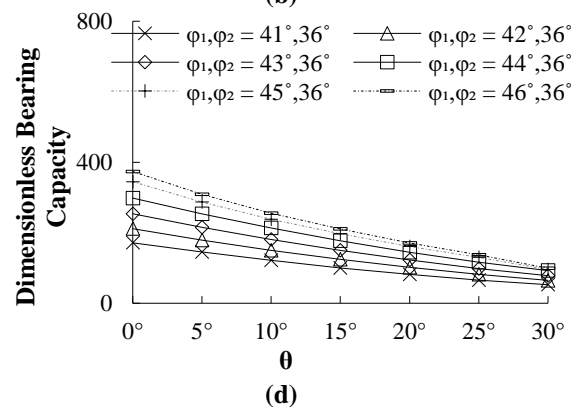 (b)
800
φ₁,φ₂ = 41°,36° φ₁,φ₂ = 42°,36°
φ₁,φ₂ = 43°,36° φ₁,φ₂ = 44°,36°
φ₁,φ₂ = 45°,36° φ₁,φ₂ = 46°,36°
Dimensionless Bearing
Capacity
400
0
0° 5° 10° 15° 20° 25° 30°
θ
(d)